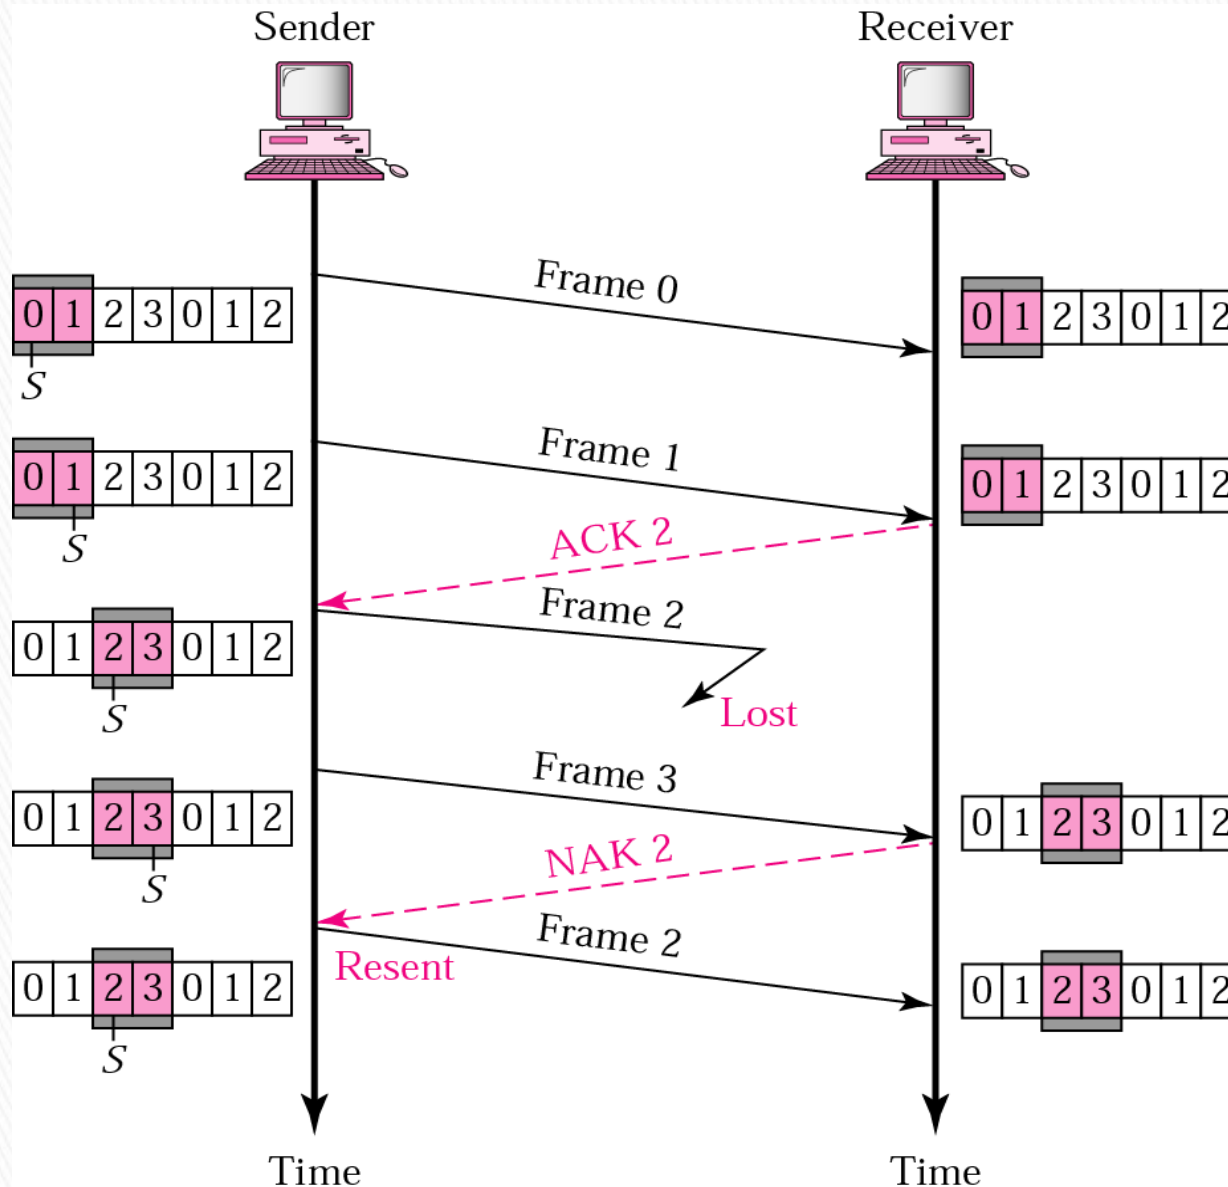 Sender Receiver
Frame 0
0 1 2 3 0 1 2 0 1 2 3 0 1 2
S
Frame 1
0 1 2 3 0 1 2 0 1 2 3 0 1 2
S
ACK 2
Frame 2
0 1 2 3 0 1 2
S
Lost
Frame 3
0 1 2 3 0 1 2 0 1 2 3 0 1 2
S
NAK 2
Frame 2
Resent
0 1 2 3 0 1 2 0 1 2 3 0 1 2
S
Time Time